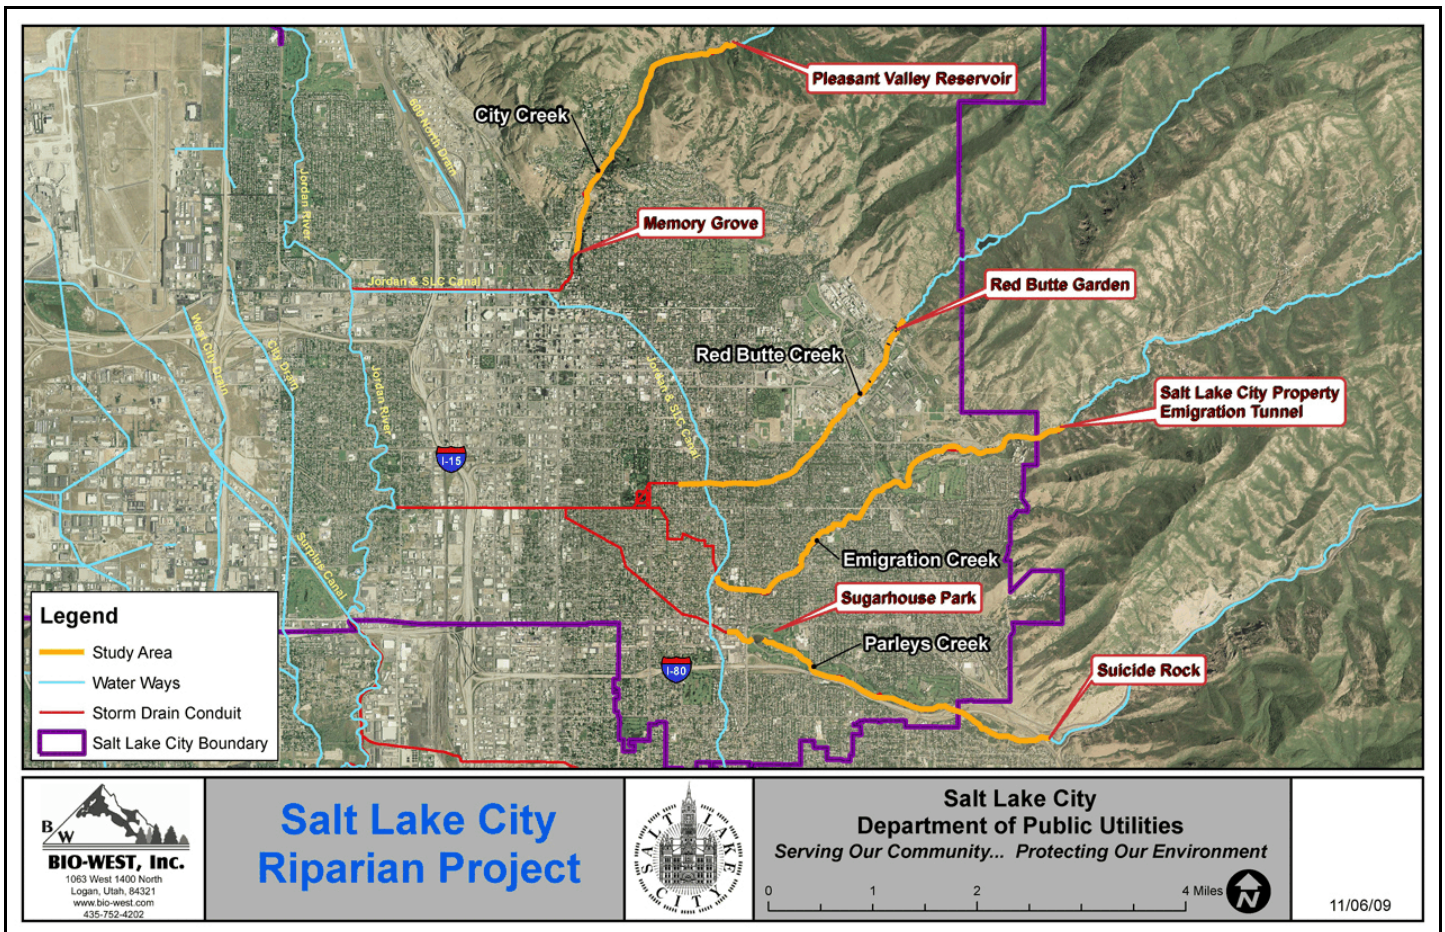 Pleasant Valley Reservoir
City Creek
600 North Drain
Jordan River
Memory Grove
Jordan & SLC Canal
Red Butte Garden
West City Drain
City Drain
Jordan River
Jordan & SLC Canal
Red Butte Creek
Salt Lake City Property
Emigration Tunnel
I-15
Surplus Canal
Emigration Creek
Sugarhouse Park
Parleys Creek
I-80
Suicide Rock
Legend
Study Area
Water Ways
Storm Drain Conduit
Salt Lake City Boundary
B W
BIO-WEST, Inc.
1063 West 1400 North
Logan, Utah, 84321
www.bio-west.com
435-752-4202
Salt Lake City
Riparian Project
SALT LAKE CITY
Salt Lake City
Department of Public Utilities
Serving Our Community... Protecting Our Environment
0 1 2 4 Miles
N
11/06/09